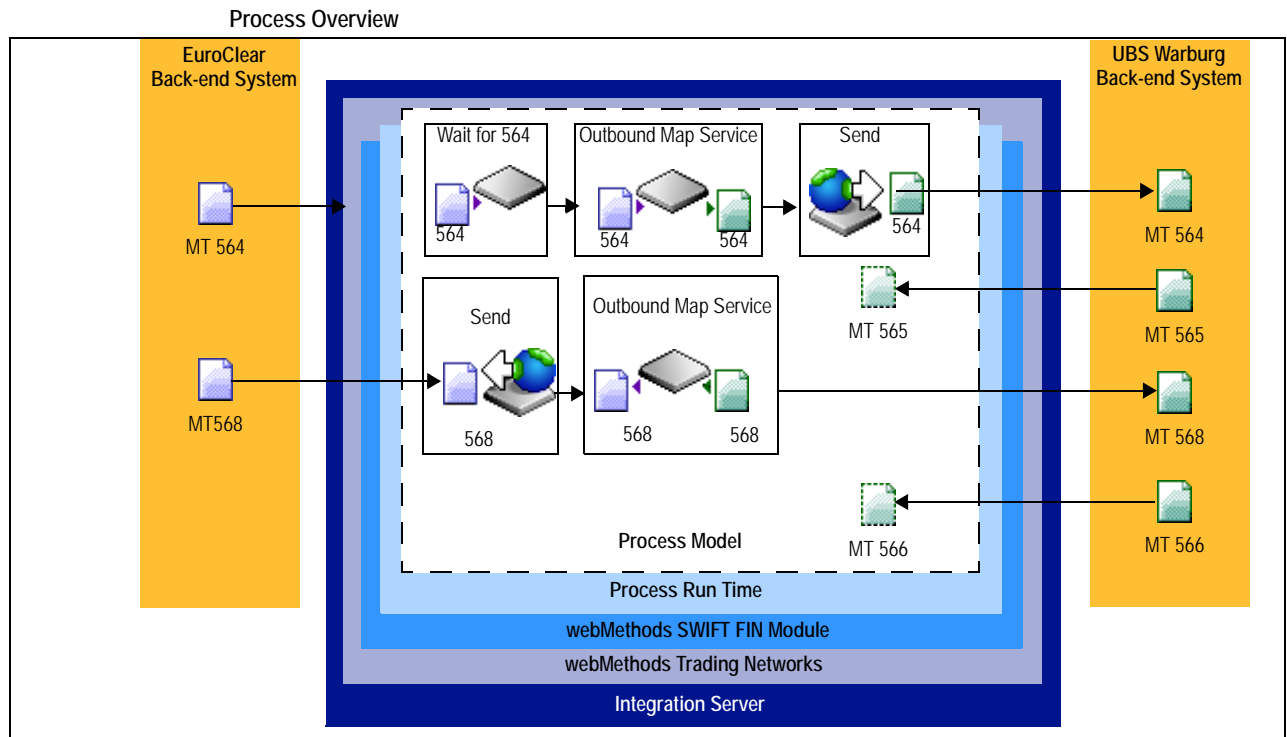 Process Overview
EuroClear
Back-end System
UBS Warburg
Back-end System
Wait for 564
Outbound Map Service
Send
564
564
564
564
MT 564
MT 564
MT 565
MT 565
Send
Outbound Map Service
568
568
568
MT568
MT 568
MT 566
MT 566
Process Model
Process Run Time
webMethods SWIFT FIN Module
webMethods Trading Networks
Integration Server